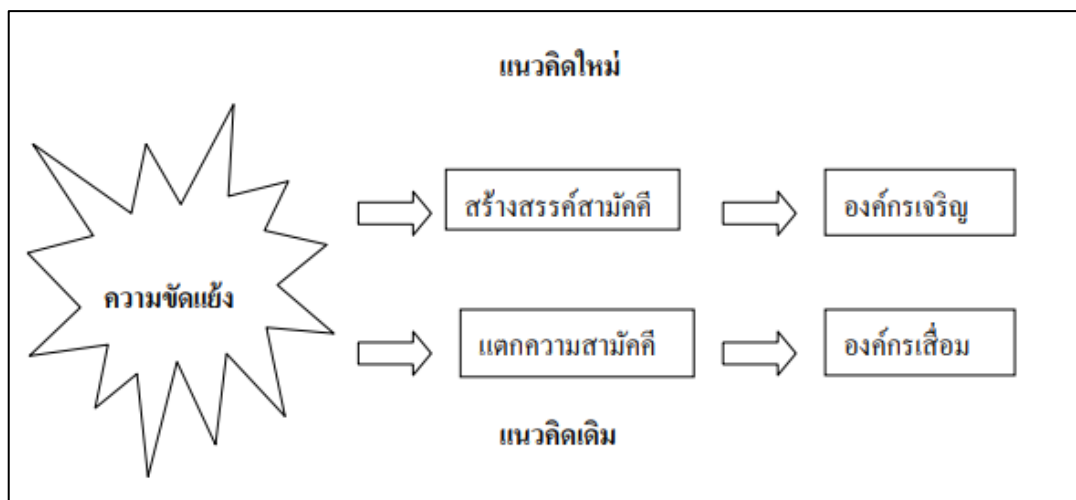 แนวคิดใหม่
สร้างสรรค์สามัคคี
องค์กรเจริญ
ความขัดแย้ง
แตกความสามัคคี
องค์กรเสื่อม
แนวคิดเดิม